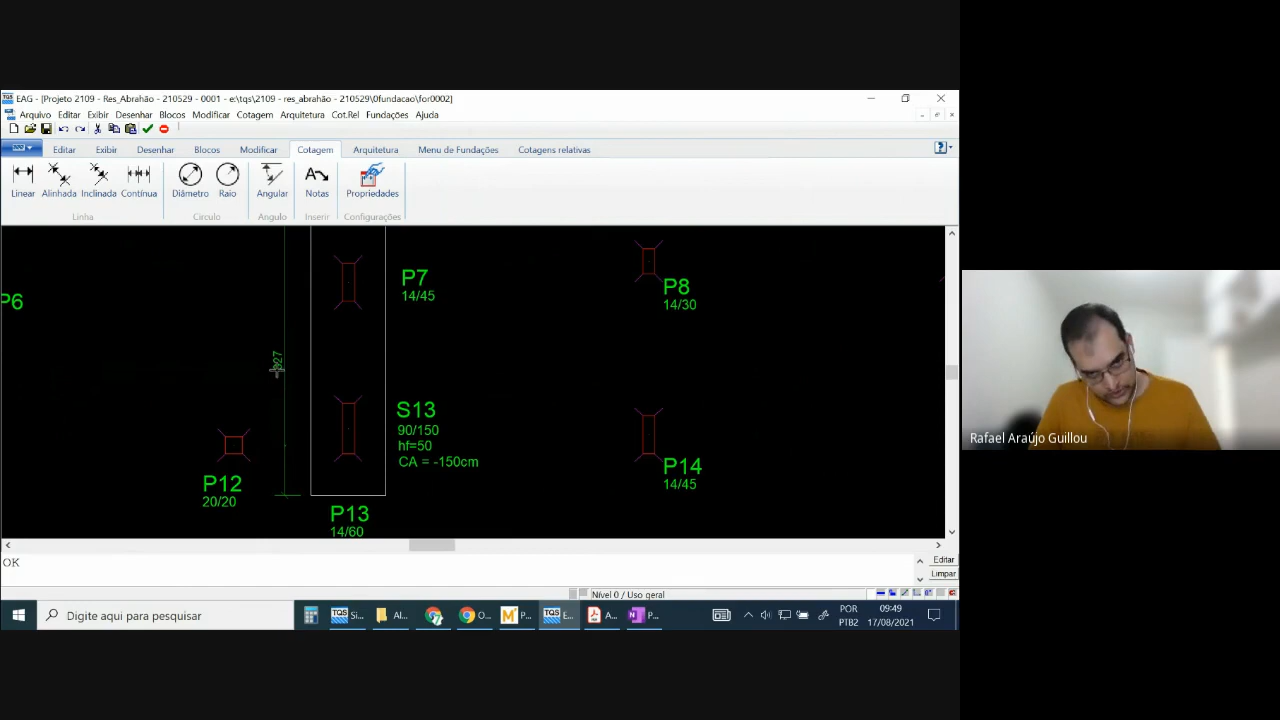 EAG - [Projeto 2109 - Res_Abrahão - 210529 - 0001 - e:\tqs\2109 - res_abrahão - 210529\0fundacao\for0002]
Arquivo Editar Exibir Desenhar Blocos Modificar Cotagem Arquitetura Cot.Rel Fundações Ajuda
Editar Exibir Desenhar Blocos Modificar Cotagem Arquitetura Menu de Fundações Cotagens relativas
Linear Alinhada Inclinada Contínua Diâmetro Raio Angular Notas Propriedades
Linha Circulo Angulo Inserir Configurações
P6
P7
14/45
P8
14/30
S13
90/150
hf=50
CA = -150cm
P12
20/20
P13
14/60
P14
14/45
Rafael Araújo Guillou
OK
Editar
Limpar
Nível 0 / Uso geral
Digite aqui para pesquisar
Si...
Al...
O...
P...
E...
A...
P...
POR
PTB2
09:49
17/08/2021